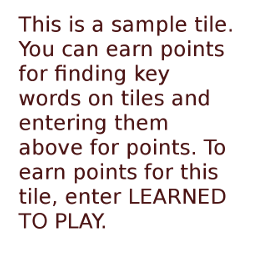 This is a sample tile.
You can earn points
for finding key
words on tiles and
entering them
above for points. To
earn points for this
tile, enter LEARNED
TO PLAY.